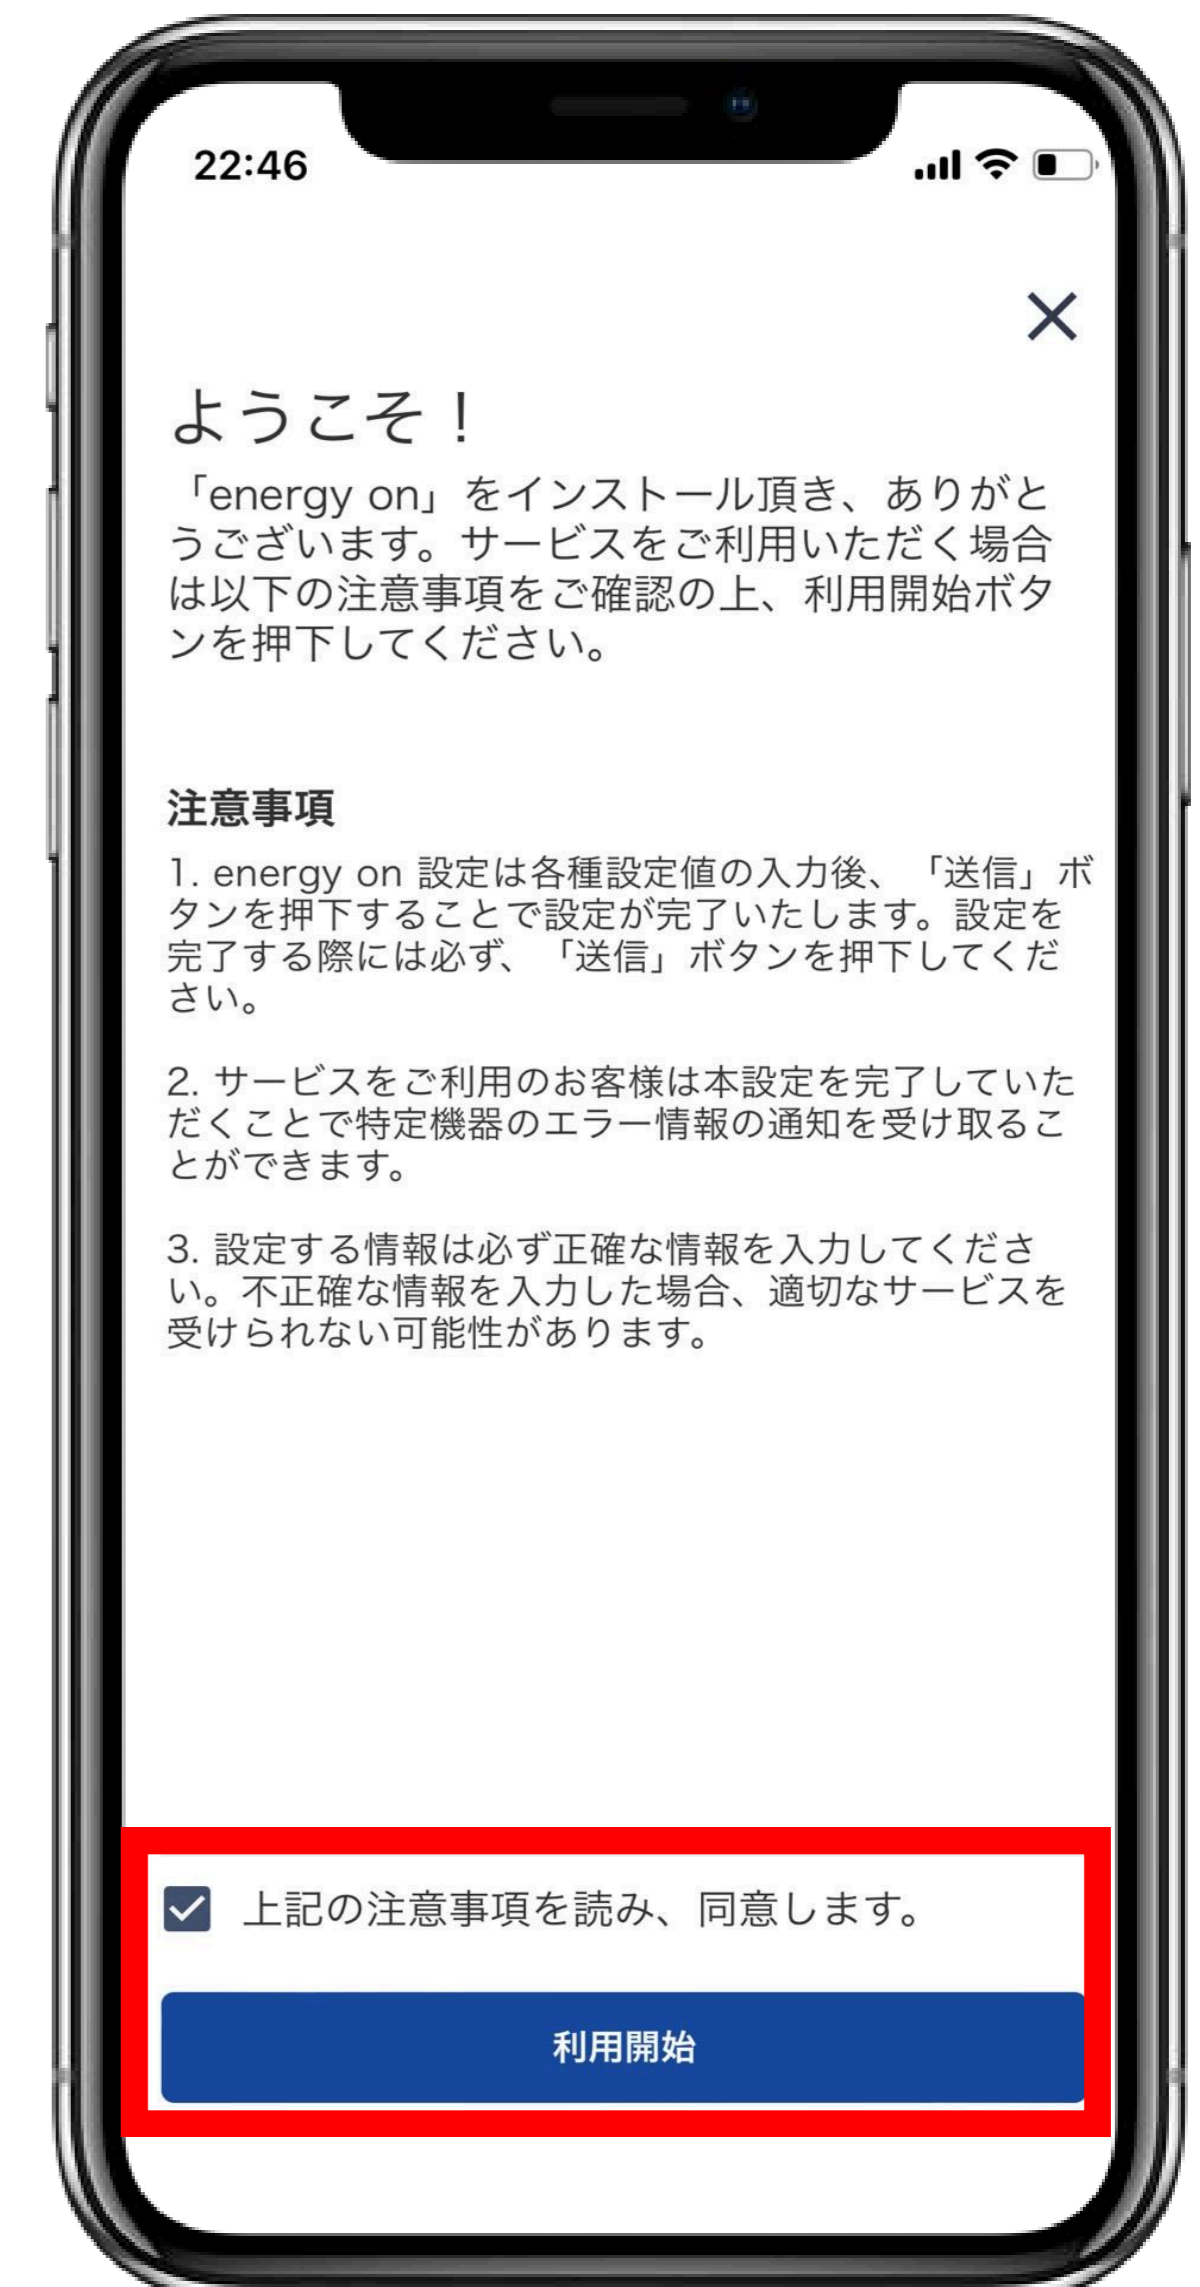 22:46
ようこそ！
「energy on」をインストール頂き、ありがと
うございます。サービスをご利用いただく場合
は以下の注意事項をご確認の上、利用開始ボタ
ンを押下してください。
注意事項
1. energy on 設定は各種設定値の入力後、「送信」ボ
タンを押下することで設定が完了いたします。設定を
完了する際には必ず、「送信」ボタンを押下してくだ
さい。
2. サービスをご利用のお客様は本設定を完了していた
だくことで特定機器のエラー情報の通知を受け取るこ
とができます。
3. 設定する情報は必ず正確な情報を入力してくださ
い。不正確な情報を入力した場合、適切なサービスを
受けられない可能性があります。
上記の注意事項を読み、同意します。
利用開始